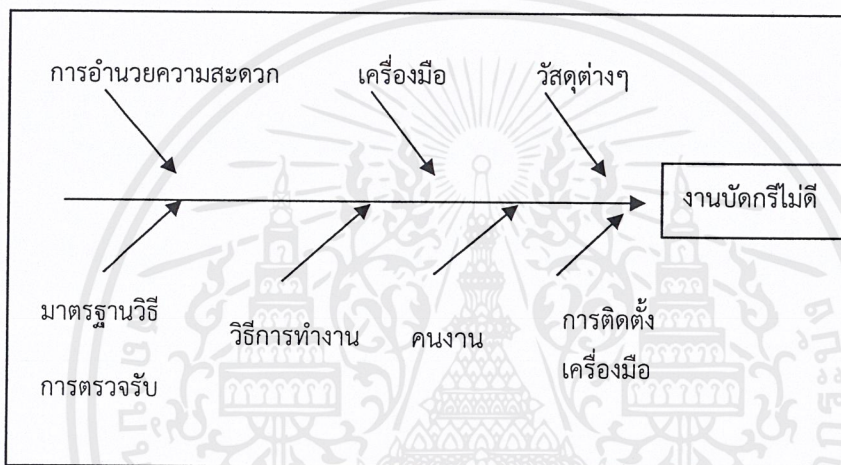 การอำนวยความสะดวก
เครื่องมือ
วัสดุต่างๆ
งานบัดกรีไม่ดี
มาตรฐานวิธี
การตรวจรับ
วิธีการทำงาน
คนงาน
การติดตั้ง
เครื่องมือ